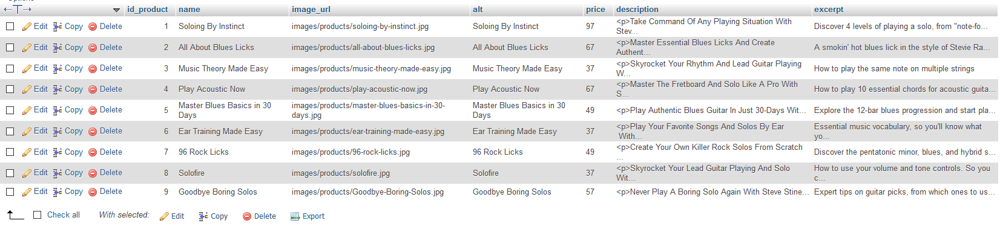 Options
id_product name image_url alt price description excerpt
Edit Copy Delete 1 Soloing By Instinct images/products/soloing-by-instinct.jpg Soloing By Instinct 97 <p>Take Command Of Any Playing Situation With Stev... Discover 4 levels of playing a solo, from "note-fo...
Edit Copy Delete 2 All About Blues Licks images/products/all-about-blues-licks.jpg All About Blues Licks 67 <p>Master Essential Blues Licks And Create Authent... A smokin' hot blues lick in the style of Stevie Ra...
Edit Copy Delete 3 Music Theory Made Easy images/products/music-theory-made-easy.jpg Music Theory Made Easy 37 <p>Skyrocket Your Rhythm And Lead Guitar Playing W... How to play the same note on multiple strings
Edit Copy Delete 4 Play Acoustic Now images/products/play-acoustic-now.jpg Play Acoustic Now 67 <p>Master The Fretboard And Solo Like A Pro With S... How to play 10 essential chords for acoustic guita...
Edit Copy Delete 5 Master Blues Basics in 30 Days images/products/master-blues-basics-in-30-days.jpg Master Blues Basics in 30 Days 49 <p>Play Authentic Blues Guitar In Just 30-Days Wit... Explore the 12-bar blues progression and start pla...
Edit Copy Delete 6 Ear Training Made Easy images/products/ear-training-made-easy.jpg Ear Training Made Easy 37 <p>Play Your Favorite Songs And Solos By Ear With... Essential music vocabulary, so you'll know what yo...
Edit Copy Delete 7 96 Rock Licks images/products/96-rock-licks.jpg 96 Rock Licks 49 <p>Create Your Own Killer Rock Solos From Scratch ... Discover the pentatonic minor, blues, and hybrid s...
Edit Copy Delete 8 Solofire images/products/solofire.jpg Solofire 37 <p>Skyrocket Your Lead Guitar Playing And Solo Wit... How to use your volume and tone controls. So you c...
Edit Copy Delete 9 Goodbye Boring Solos images/products/Goodbye-Boring-Solos.jpg Goodbye Boring Solos 57 <p>Never Play A Boring Solo Again With Steve Stine... Expert tips on guitar picks, from which ones to us...
Check all With selected: Edit Copy Delete Export